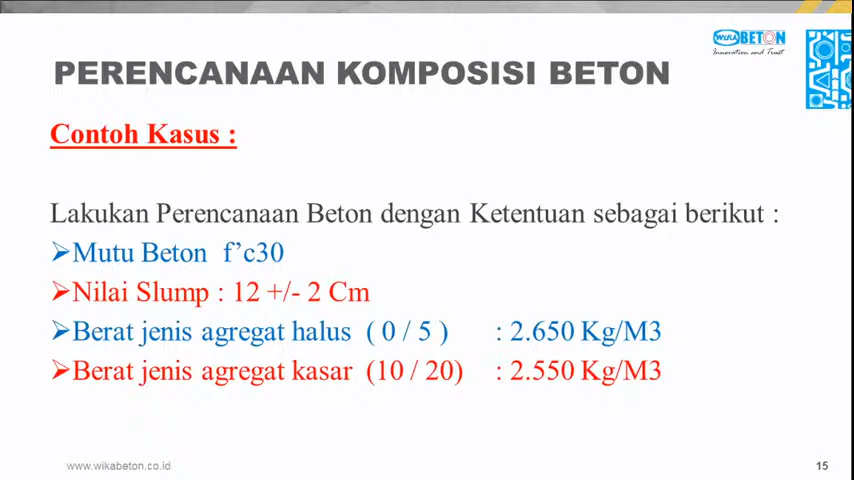 WIKA BETON
Innovation and Trust
PERENCANAAN KOMPOSISI BETON
Contoh Kasus :
Lakukan Perencanaan Beton dengan Ketentuan sebagai berikut :
➢Mutu Beton f’c30
➢Nilai Slump : 12 +/- 2 Cm
➢Berat jenis agregat halus ( 0 / 5 ) : 2.650 Kg/M3
➢Berat jenis agregat kasar (10 / 20) : 2.550 Kg/M3
www.wikabeton.co.id
15